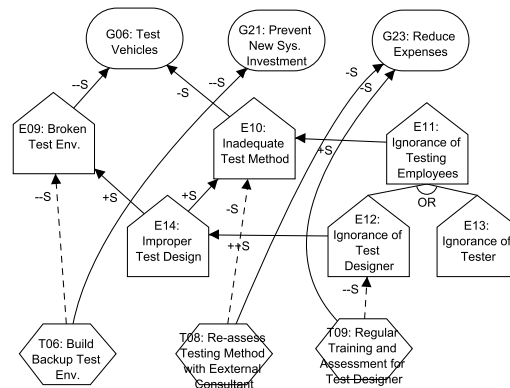 G06: Test
Vehicles
G21: Prevent
New Sys.
Investment
G23: Reduce
Expenses
--S
-S
--S
-S
-S
E09: Broken
Test Env.
E10:
Inadequate
Test Method
E11:
Ignorance of
Testing
Employees
+S
--S
+S
+S
-S
OR
E14:
Improper
Test Design
++S
E12:
Ignorance of
Test
Designer
E13:
Ignorance of
Tester
--S
T06: Build
Backup Test
Env.
T08: Re-assess
Testing Method
with Eexternal
Consultant
T09: Regular
Training and
Assessment for
Test Designer